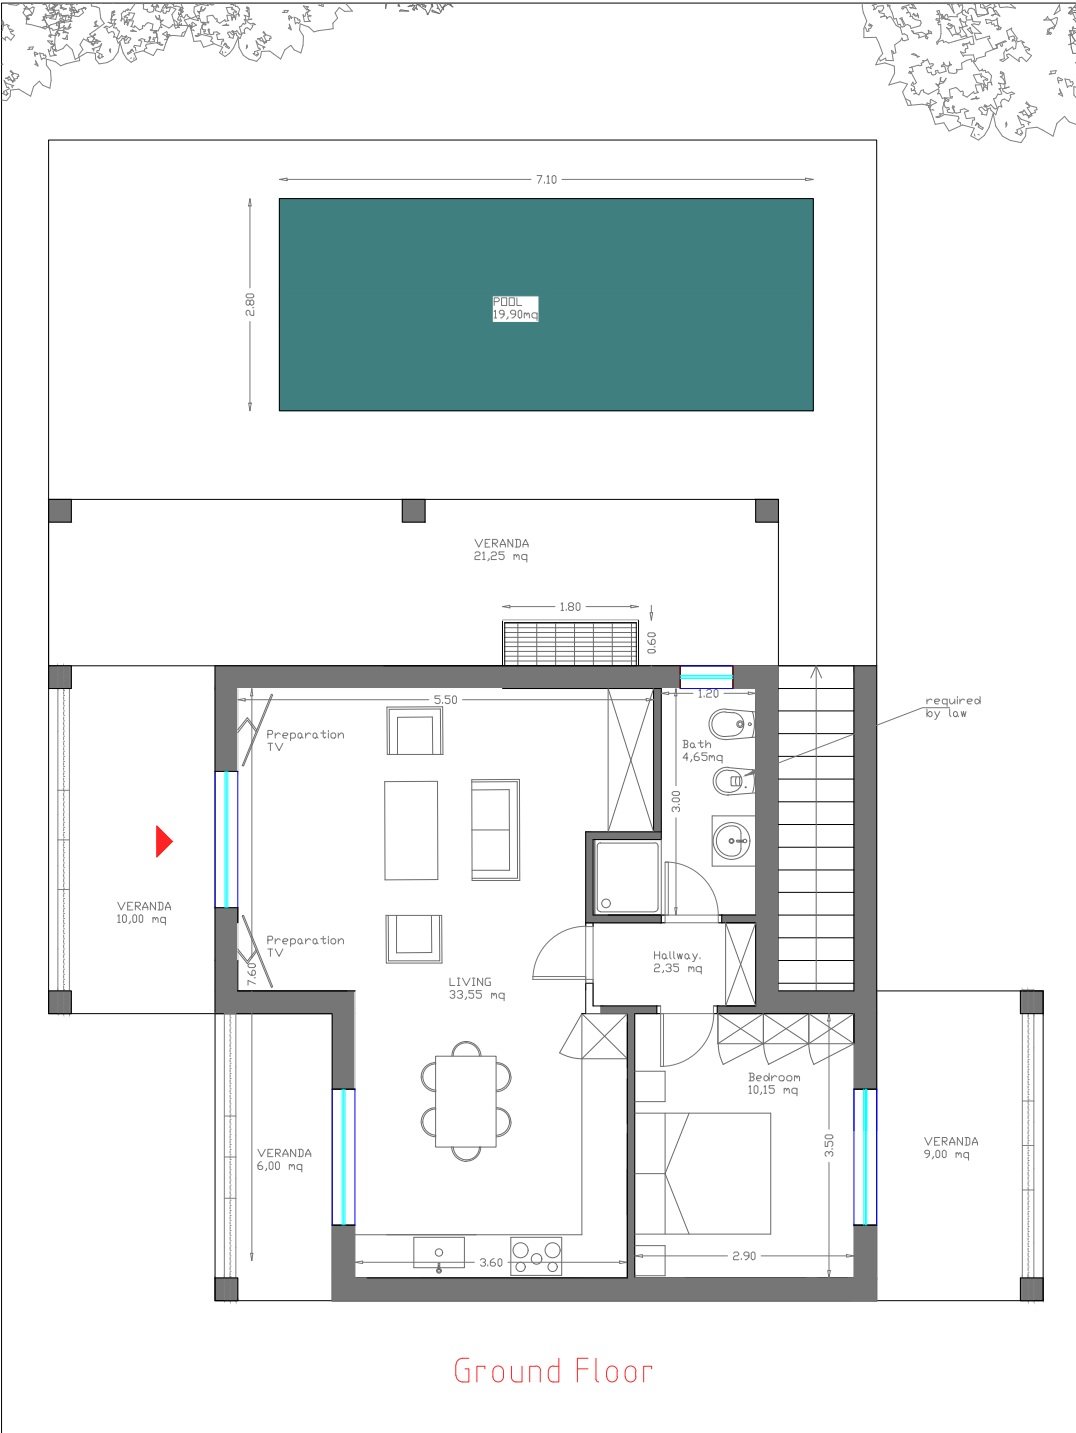 7.10
2.80
POOL
19,90mq
VERANDA
21,25 mq
1.80
0.60
5.50
1.20
required
by law
Preparation
TV
Bath
4,65mq
3.00
VERANDA
10,00 mq
Preparation
TV
7.60
Hallway.
2,35 mq
LIVING
33,55 mq
Bedroom
10,15 mq
VERANDA
6,00 mq
3.50
VERANDA
9,00 mq
3.60
2.90
Ground Floor